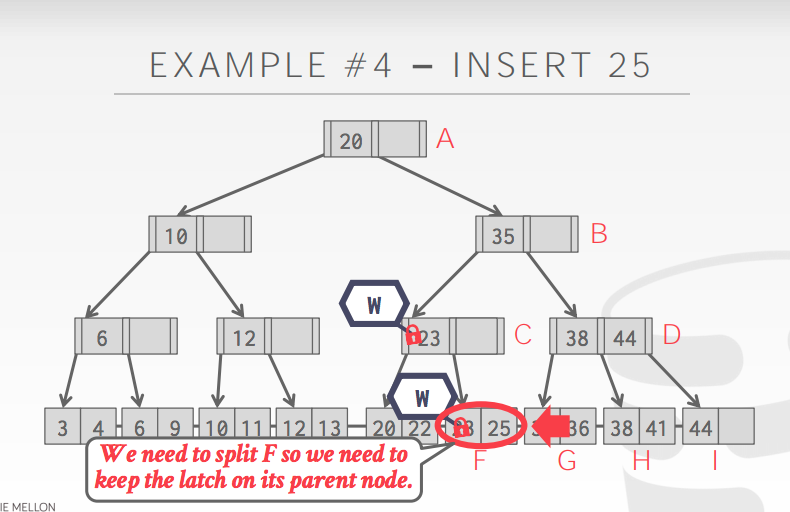 EXAMPLE #4 – INSERT 25
20 A
10 35 B
W
6 12 23 C 38 44 D
W
3 4 6 9 10 11 12 13 20 22 25 36 38 41 44
We need to split F so we need to
keep the latch on its parent node.
F G H I
IE MELLON